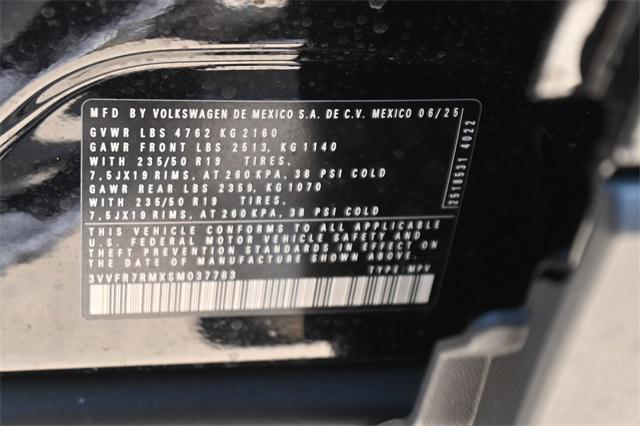 MFD BY VOLKSWAGEN DE MEXICO S.A. DE C.V. MEXICO 06/25
GVWR LBS 4762 KG 2160
GAWR FRONT LBS 2513, KG 1140
WITH 235/50 R19 TIRES,
7,5JX19 RIMS, AT 260 KPA, 38 PSI COLD
GAWR REAR LBS 2359, KG 1070
WITH 235/50 R19 TIRES,
7,5JX19 RIMS, AT 260 KPA, 38 PSI COLD
THIS VEHICLE CONFORMS TO ALL APPLICABLE
U.S. FEDERAL MOTOR VEHICLE SAFETY AND
THEFT PREVENTION STANDARDS IN EFFECT ON
THE DATE OF MANUFACTURE SHOWN ABOVE.
3VVFR7RMXSM037783 TYPE: MPV
2518531 4022